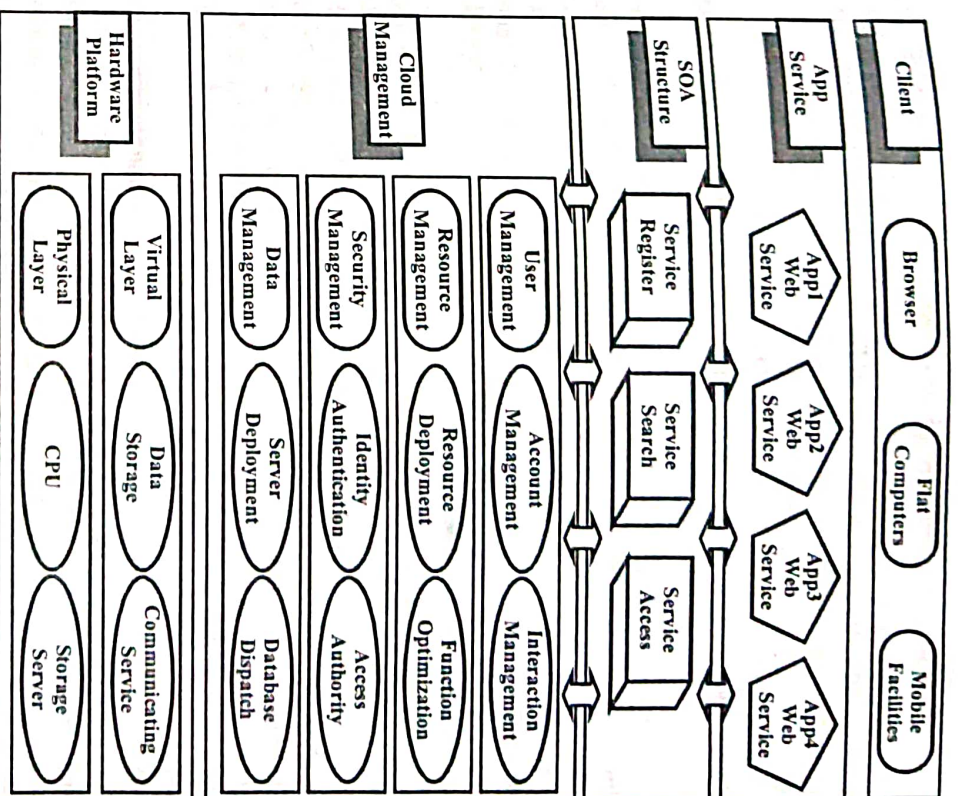 Client
Browser
Flat
Computers
Mobile
Facilities
App
Service
App1
Web
Service
App2
Web
Service
App3
Web
Service
App4
Web
Service
SOA
Structure
Service
Register
Service
Search
Service
Access
Cloud
Management
User
Management
Account
Management
Interaction
Management
Resource
Management
Resource
Deployment
Function
Optimization
Security
Management
Identity
Authentication
Access
Authority
Data
Management
Server
Deployment
Database
Dispatch
Hardware
Platform
Virtual
Layer
Data
Storage
Communicating
Service
Physical
Layer
CPU
Storage
Server